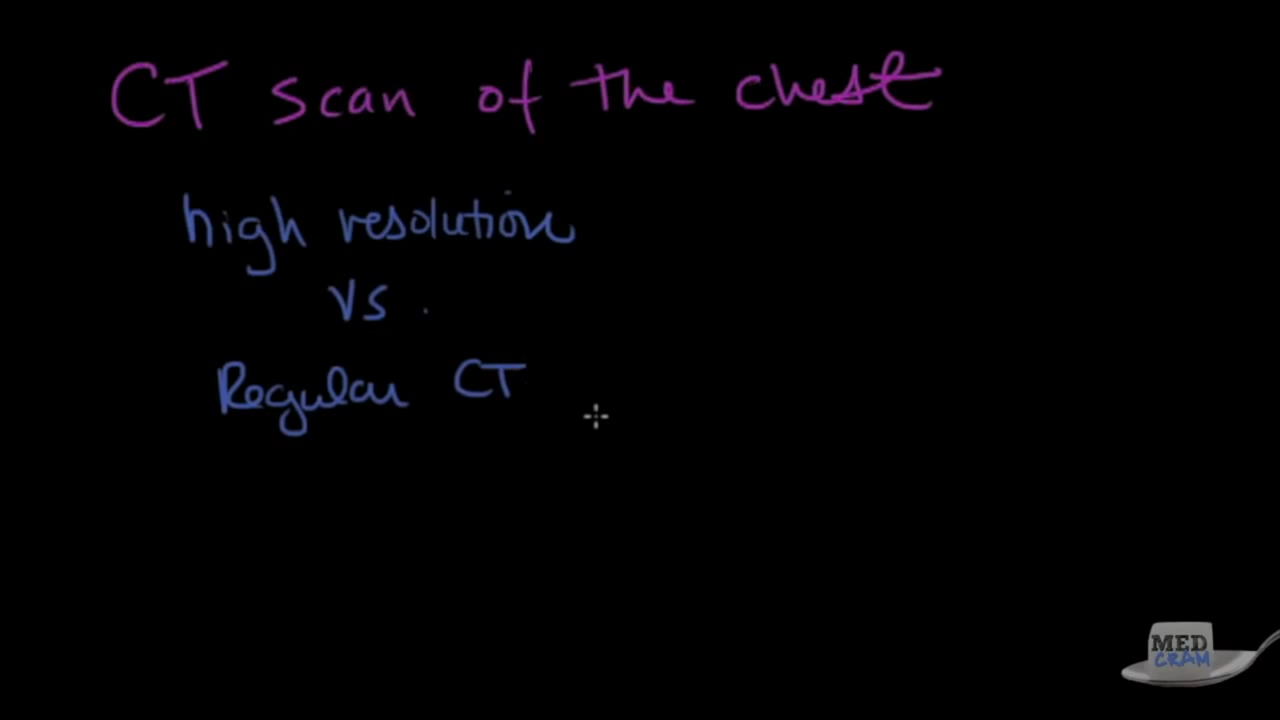 CT scan of the chest
high resolution
vs
Regular CT
MED
CRAM